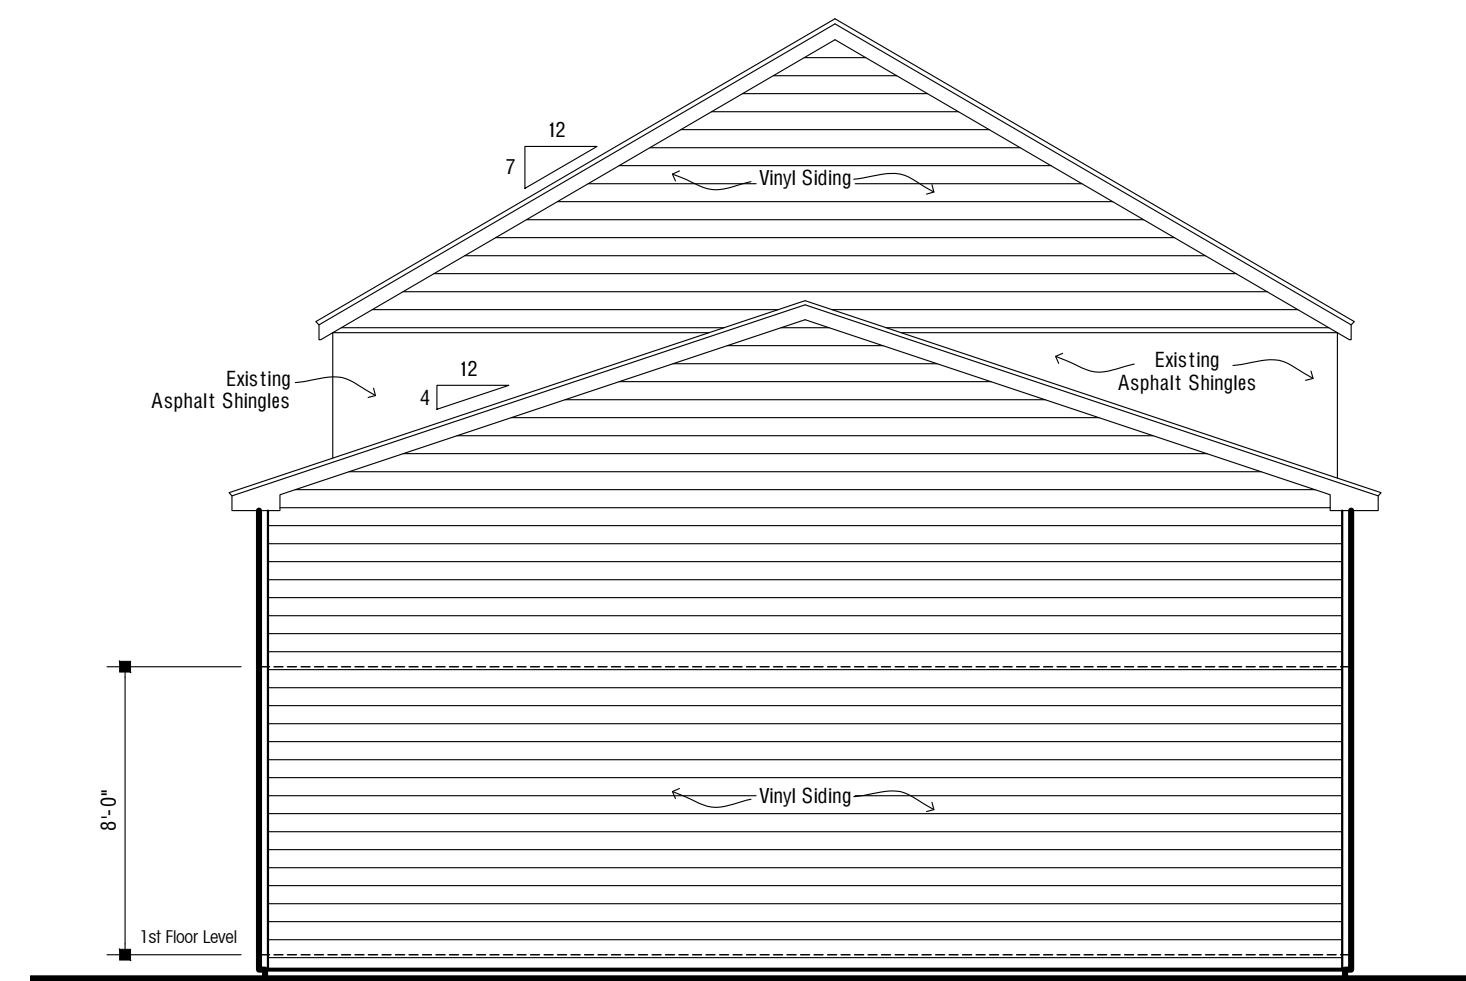 12
7
Vinyl Siding
Existing
Asphalt Shingles
12
4
Existing
Asphalt Shingles
8'-0"
Vinyl Siding
1st Floor Level